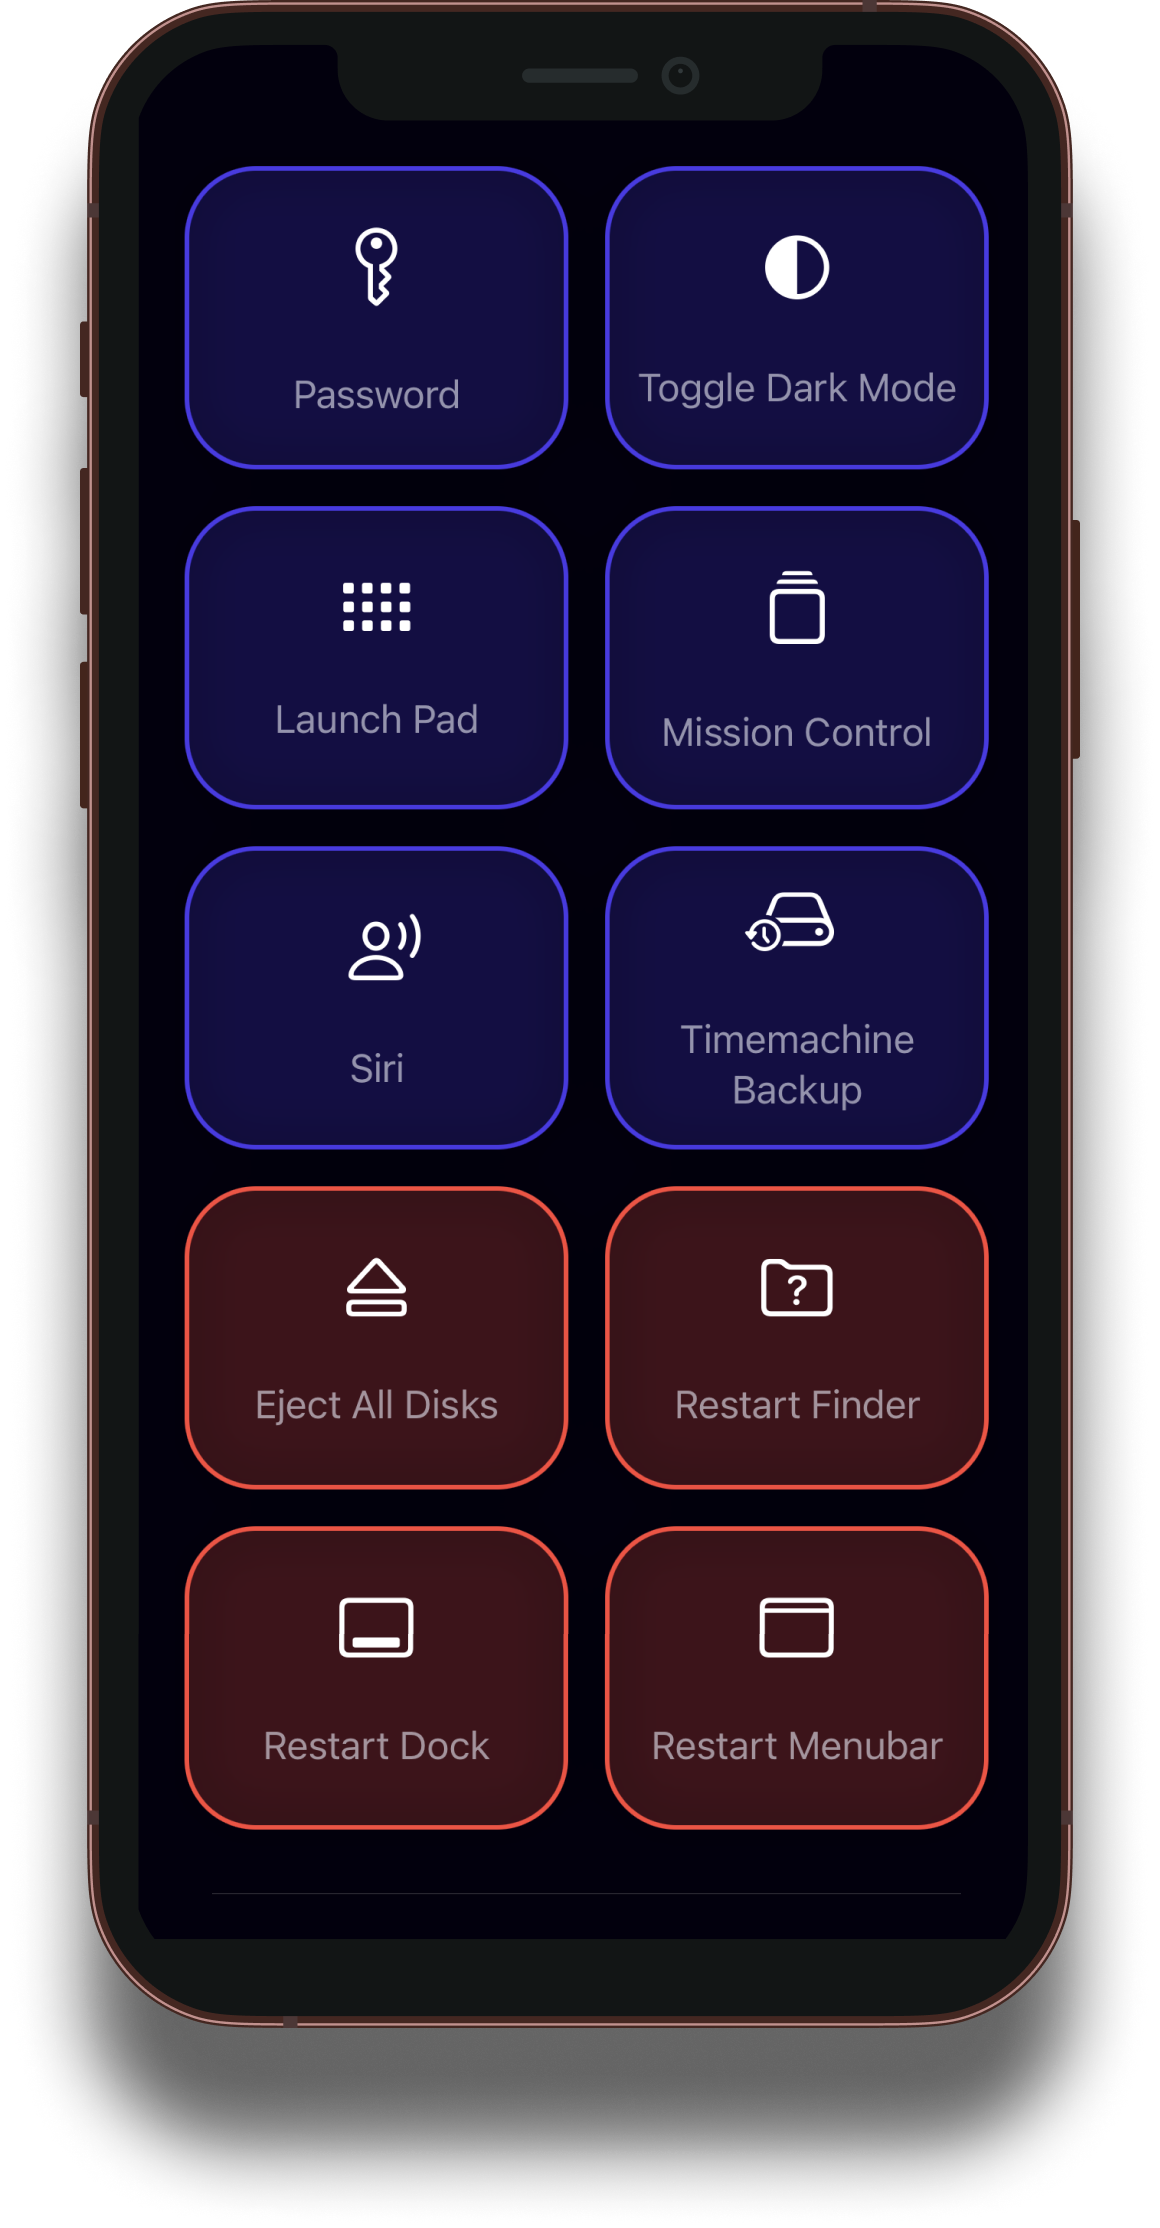 Password
Toggle Dark Mode
Launch Pad
Mission Control
Siri
Timemachine
Backup
Eject All Disks
Restart Finder
Restart Dock
Restart Menubar